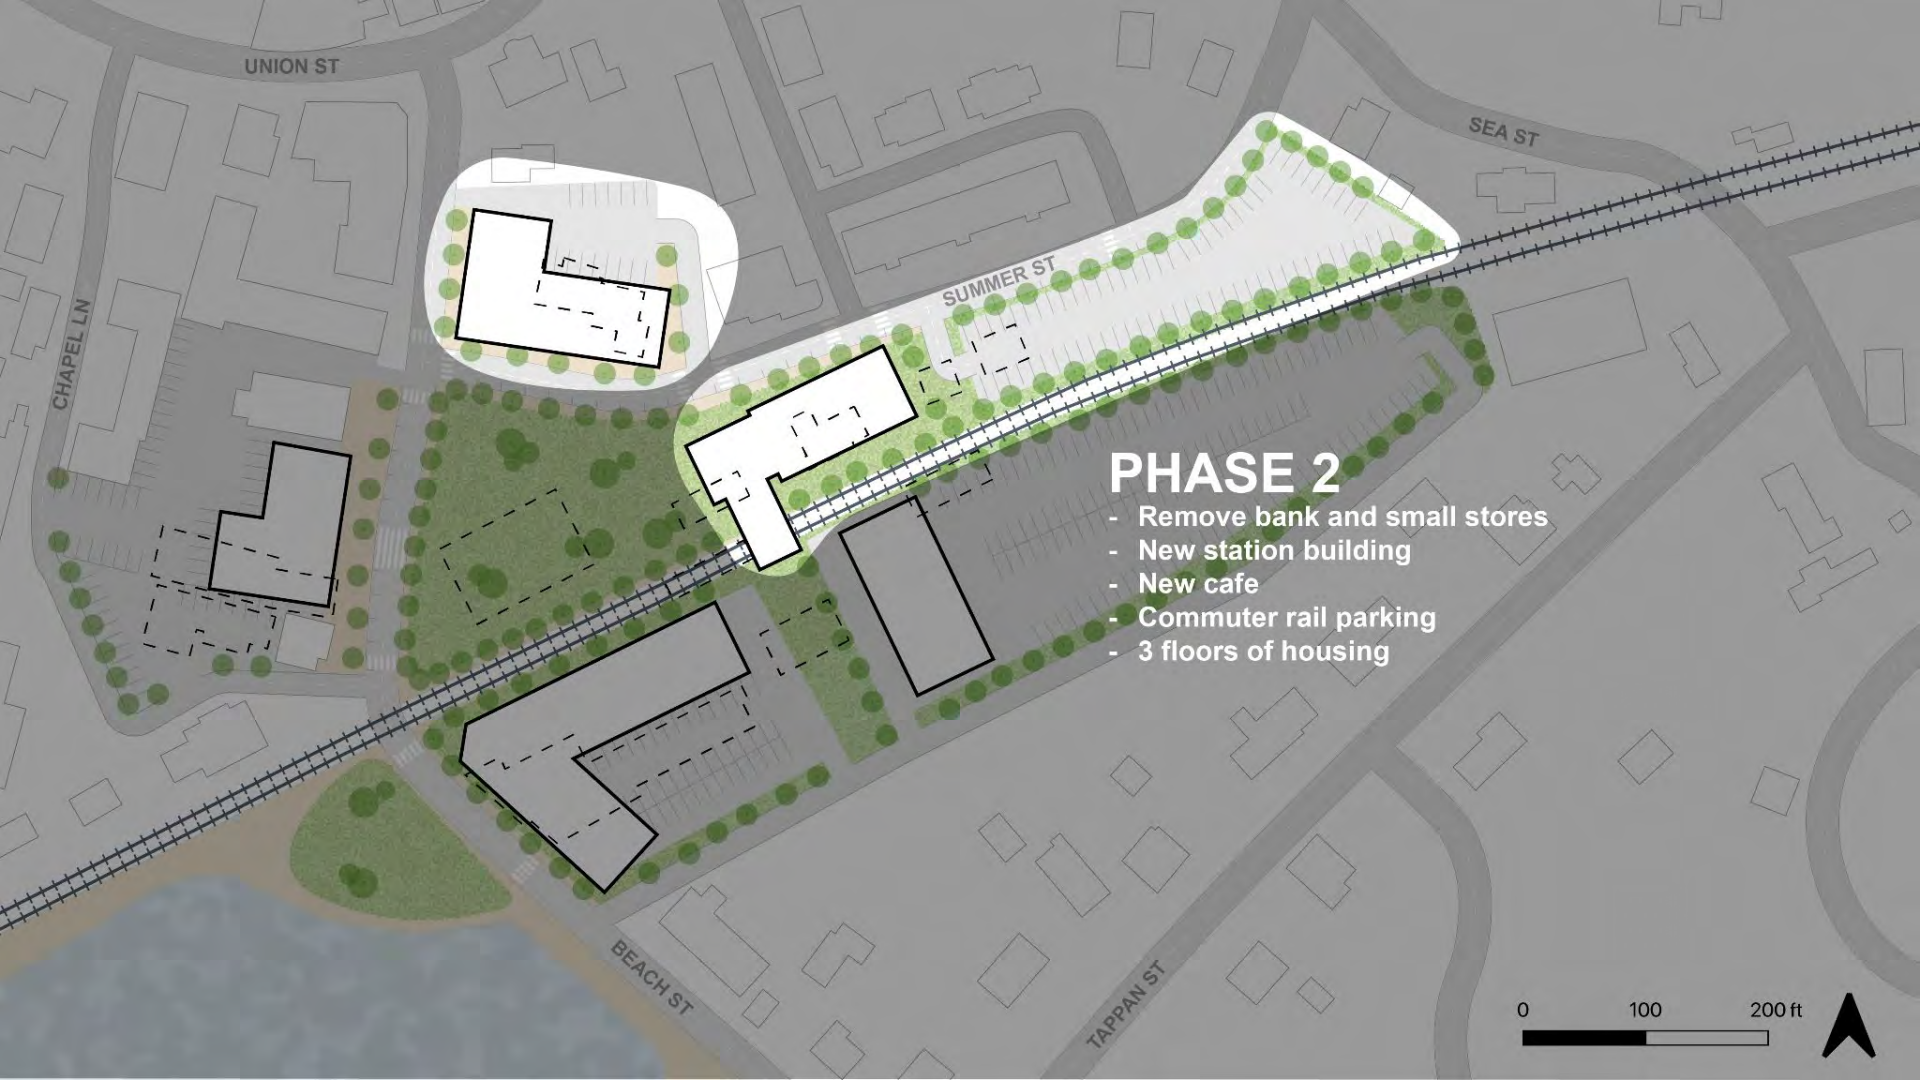 UNION ST
SEA ST
SUMMER ST
CHAPEL LN
PHASE 2
- Remove bank and small stores
- New station building
- New cafe
- Commuter rail parking
- 3 floors of housing
BEACH ST
TAPPAN ST
0 100 200 ft